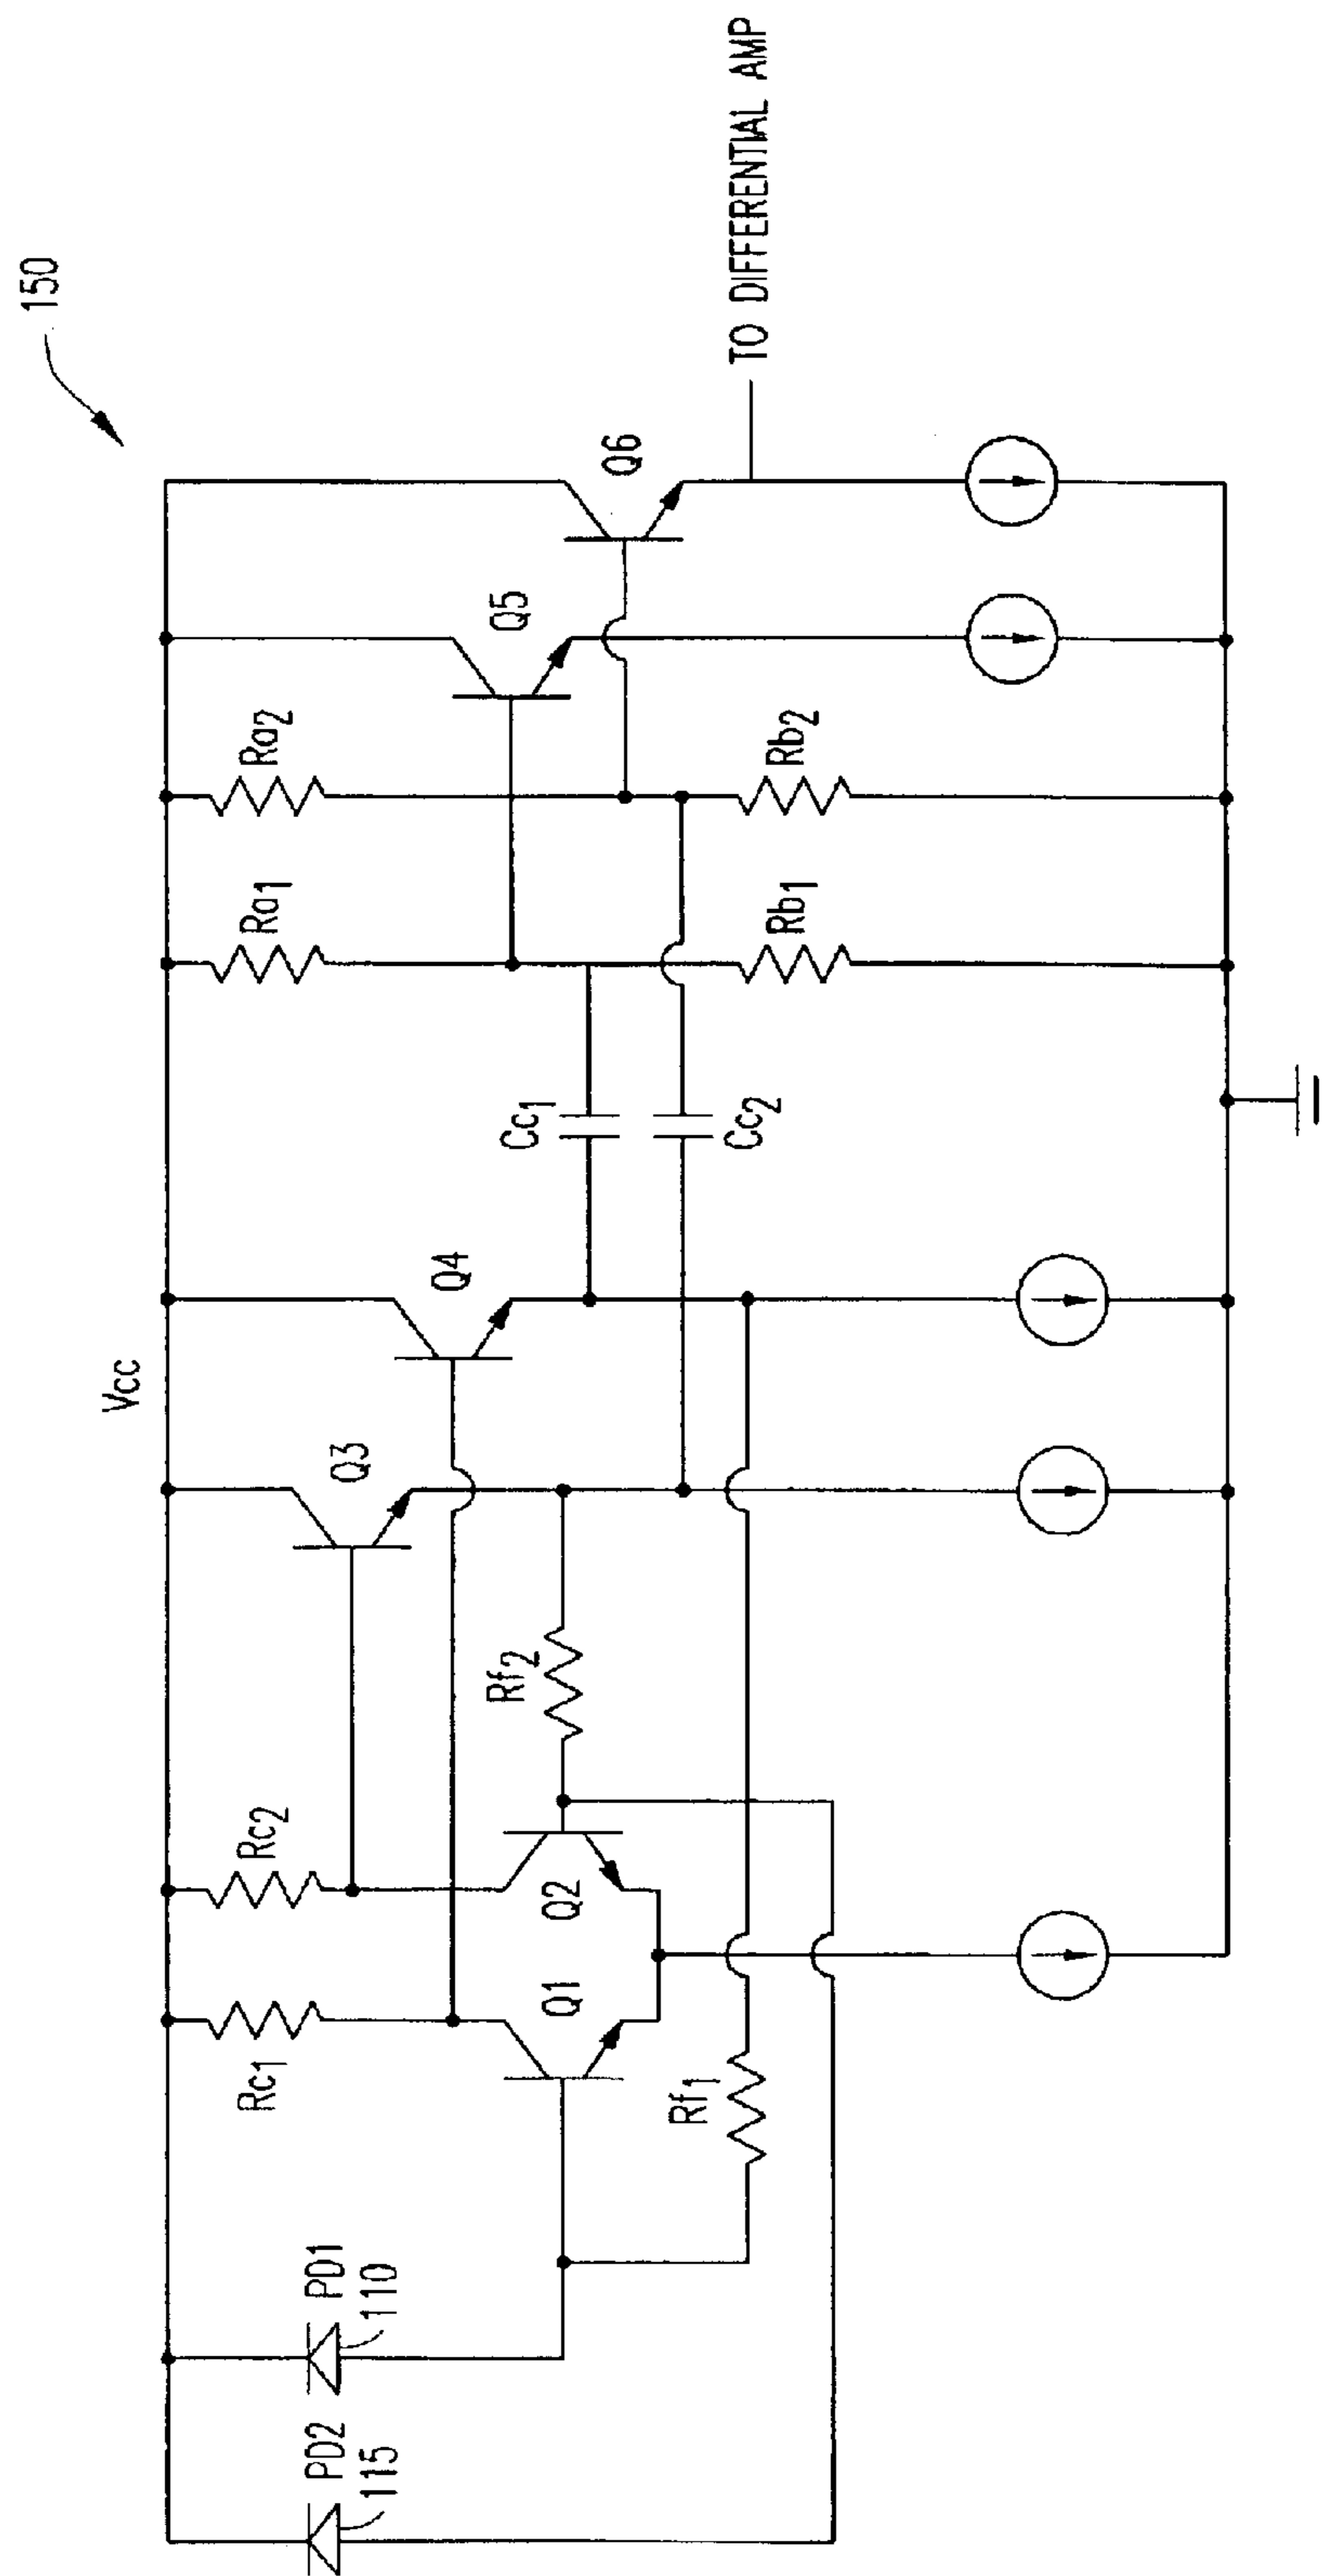 150
Vcc
PD2
115
PD1
110
Rc1
Rc2
Q1
Q2
Rf1
Rf2
Q3
Q4
Cc1
Cc2
Ra1
Ra2
Rb1
Rb2
Q5
Q6
TO DIFFERENTIAL AMP